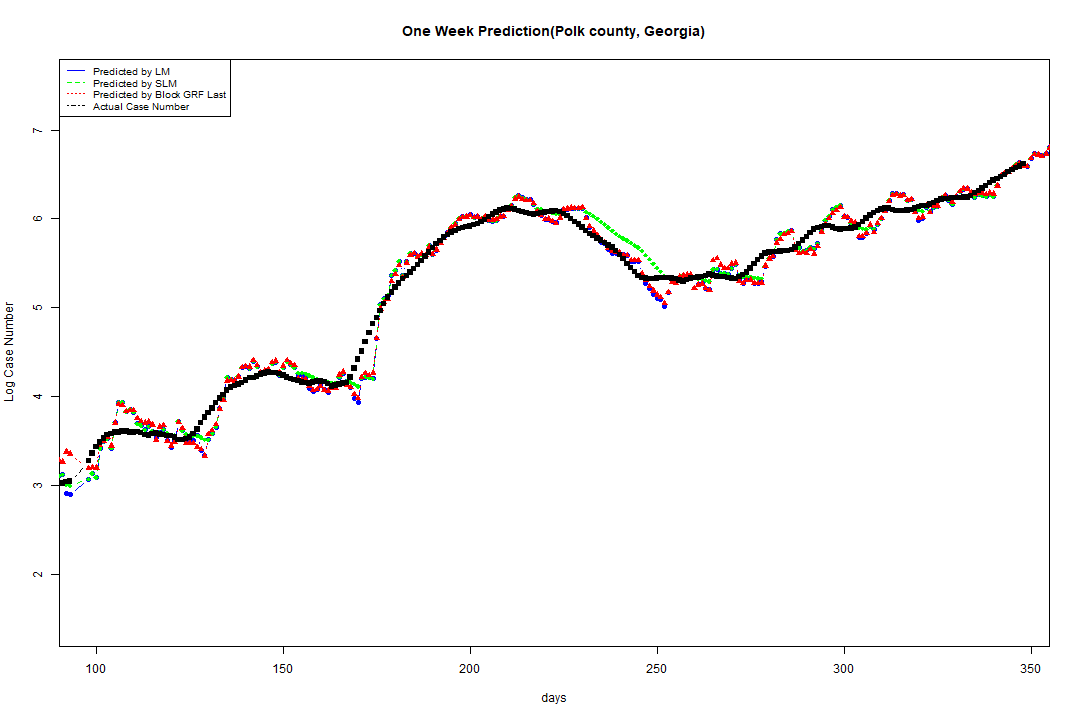 One Week Prediction(Polk county, Georgia)
Predicted by LM
Predicted by SLM
Predicted by Block GRF Last
Actual Case Number
7
6
5
4
3
2
Log Case Number
100 150 200 250 300 350
days